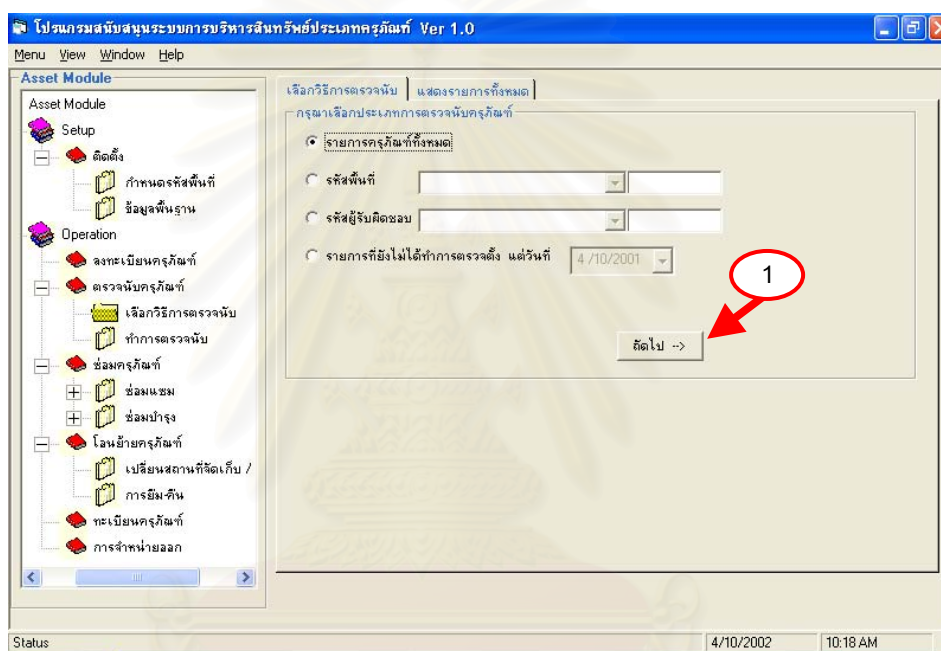 โปรแกรมสนับสนุนระบบการบริหารสินทรัพย์ประเภทครุภัณฑ์ Ver 1.0
Menu View Window Help
Asset Module
Asset Module
Setup
ติดตั้ง
กำหนดรหัสพื้นที่
ข้อมูลพื้นฐาน
Operation
ลงทะเบียนครุภัณฑ์
ตรวจนับครุภัณฑ์
เลือกวิธีการตรวจนับ
ทำการตรวจนับ
ซ่อมครุภัณฑ์
ซ่อมแซม
ซ่อมบำรุง
โอนย้ายครุภัณฑ์
เปลี่ยนสถานที่จัดเก็บ /
การยืม-คืน
ทะเบียนครุภัณฑ์
การจำหน่ายออก
เลือกวิธีการตรวจนับ แสดงรายการทั้งหมด
กรุณาเลือกประเภทการตรวจนับครุภัณฑ์
รายการครุภัณฑ์ทั้งหมด
รหัสพื้นที่
รหัสผู้รับผิดชอบ
รายการที่ยังไม่ได้ทำการตรวจตั้ง แต่วันที่ 4 /10/2001
1
ถัดไป -->
Status 4/10/2002 10:18 AM